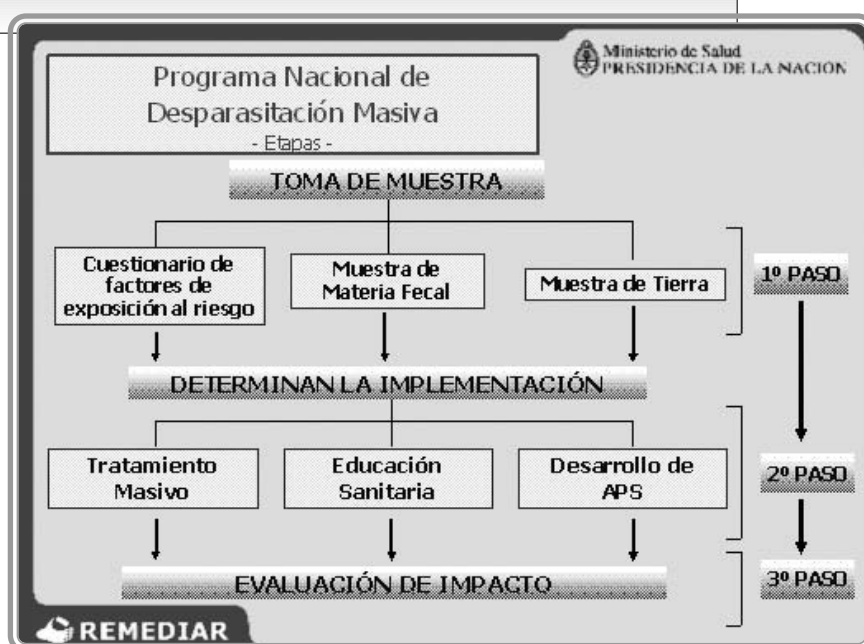 Ministerio de Salud
PRESIDENCIA DE LA NACION
Programa Nacional de
Desparasitación Masiva
- Etapas -
TOMA DE MUESTRA
Cuestionario de
factores de
exposición al riesgo
Muestra de
Materia Fecal
Muestra de Tierra
1º PASO
DETERMINAN LA IMPLEMENTACIÓN
Tratamiento
Masivo
Educación
Sanitaria
Desarrollo de
APS
2º PASO
EVALUACIÓN DE IMPACTO
3º PASO
REMEDIAR